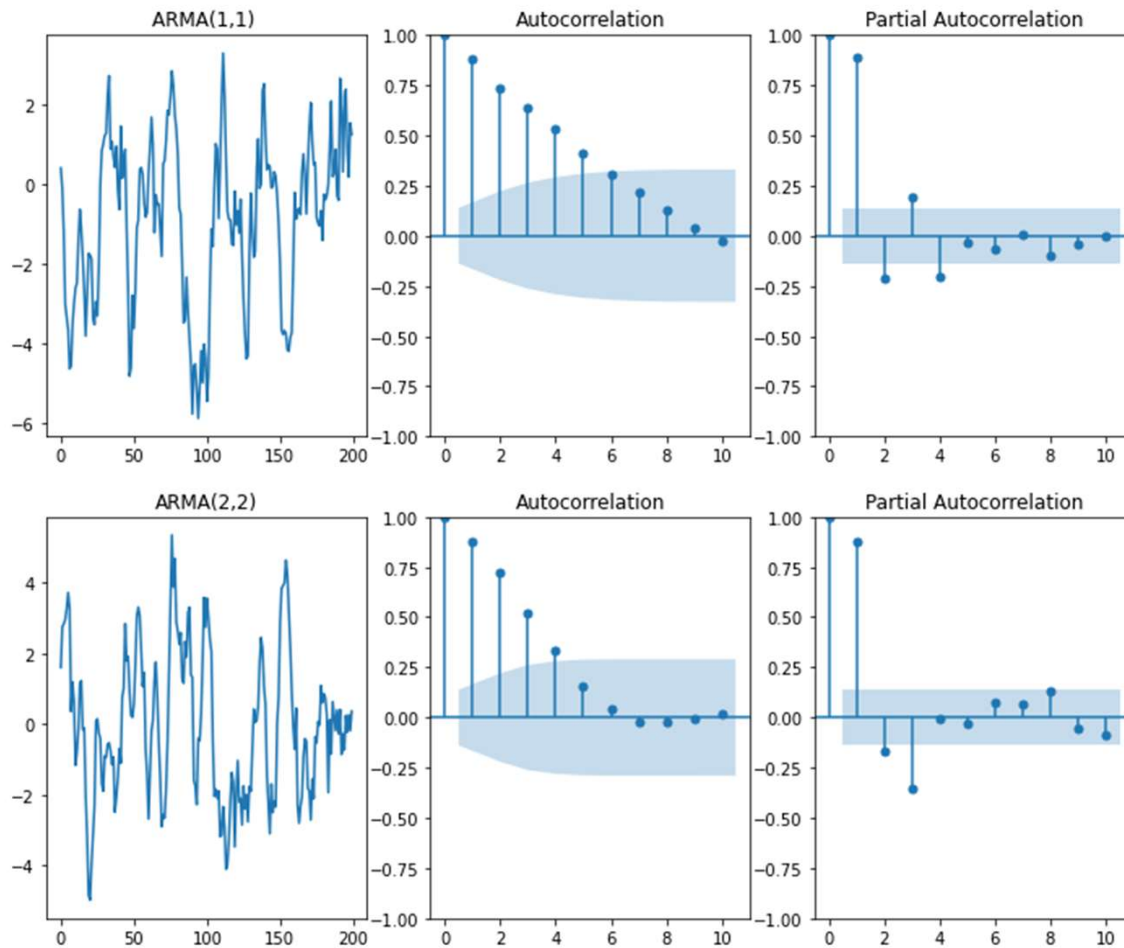 ARMA(1,1) Autocorrelation Partial Autocorrelation
1.00 1.00
2 0.75 0.75
0.50 0.50
0 0.25 0.25
0.00 0.00
−2 −0.25 −0.25
−0.50 −0.50
−4 −0.75 −0.75
−6 −1.00 −1.00
0 50 100 150 200 0 2 4 6 8 10 0 2 4 6 8 10
ARMA(2,2) Autocorrelation Partial Autocorrelation
1.00 1.00
4 0.75 0.75
0.50 0.50
2 0.25 0.25
0 0.00 0.00
−2 −0.25 −0.25
−0.50 −0.50
−4 −0.75 −0.75
−1.00 −1.00
0 50 100 150 200 0 2 4 6 8 10 0 2 4 6 8 10